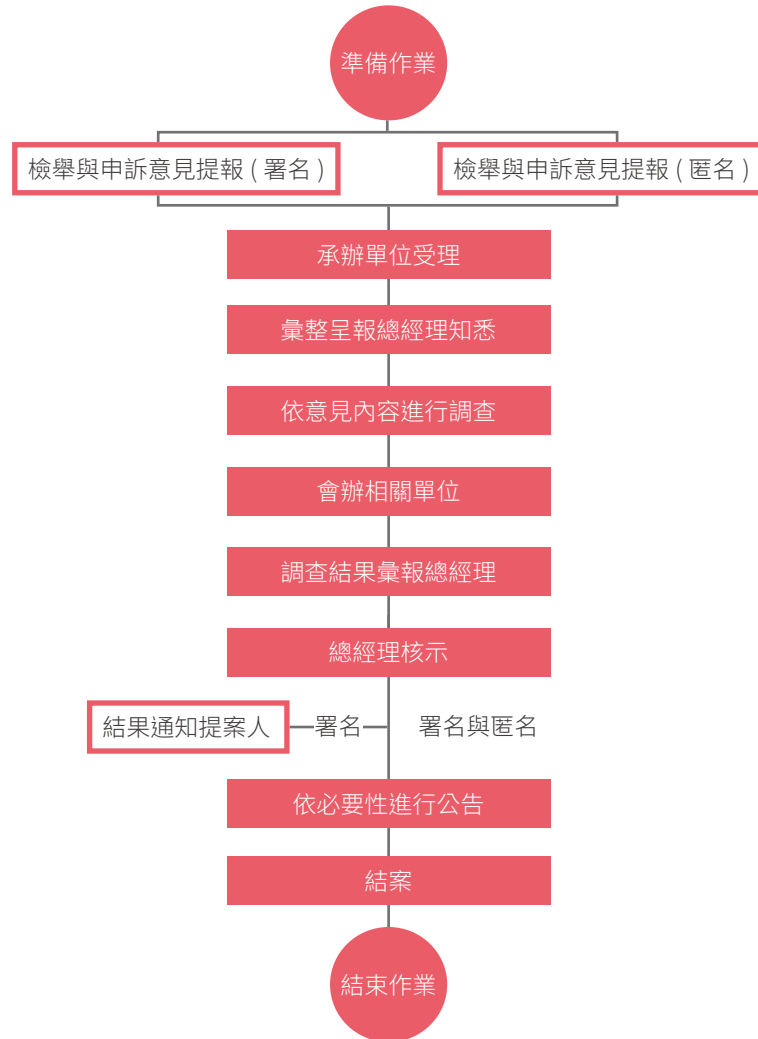 準備作業
檢舉與申訴意見提報 ( 署名 )
檢舉與申訴意見提報 ( 匿名 )
承辦單位受理
彙整呈報總經理知悉
依意見內容進行調查
會辦相關單位
調查結果彙報總經理
總經理核示
結果通知提案人
署名
署名與匿名
依必要性進行公告
結案
結束作業